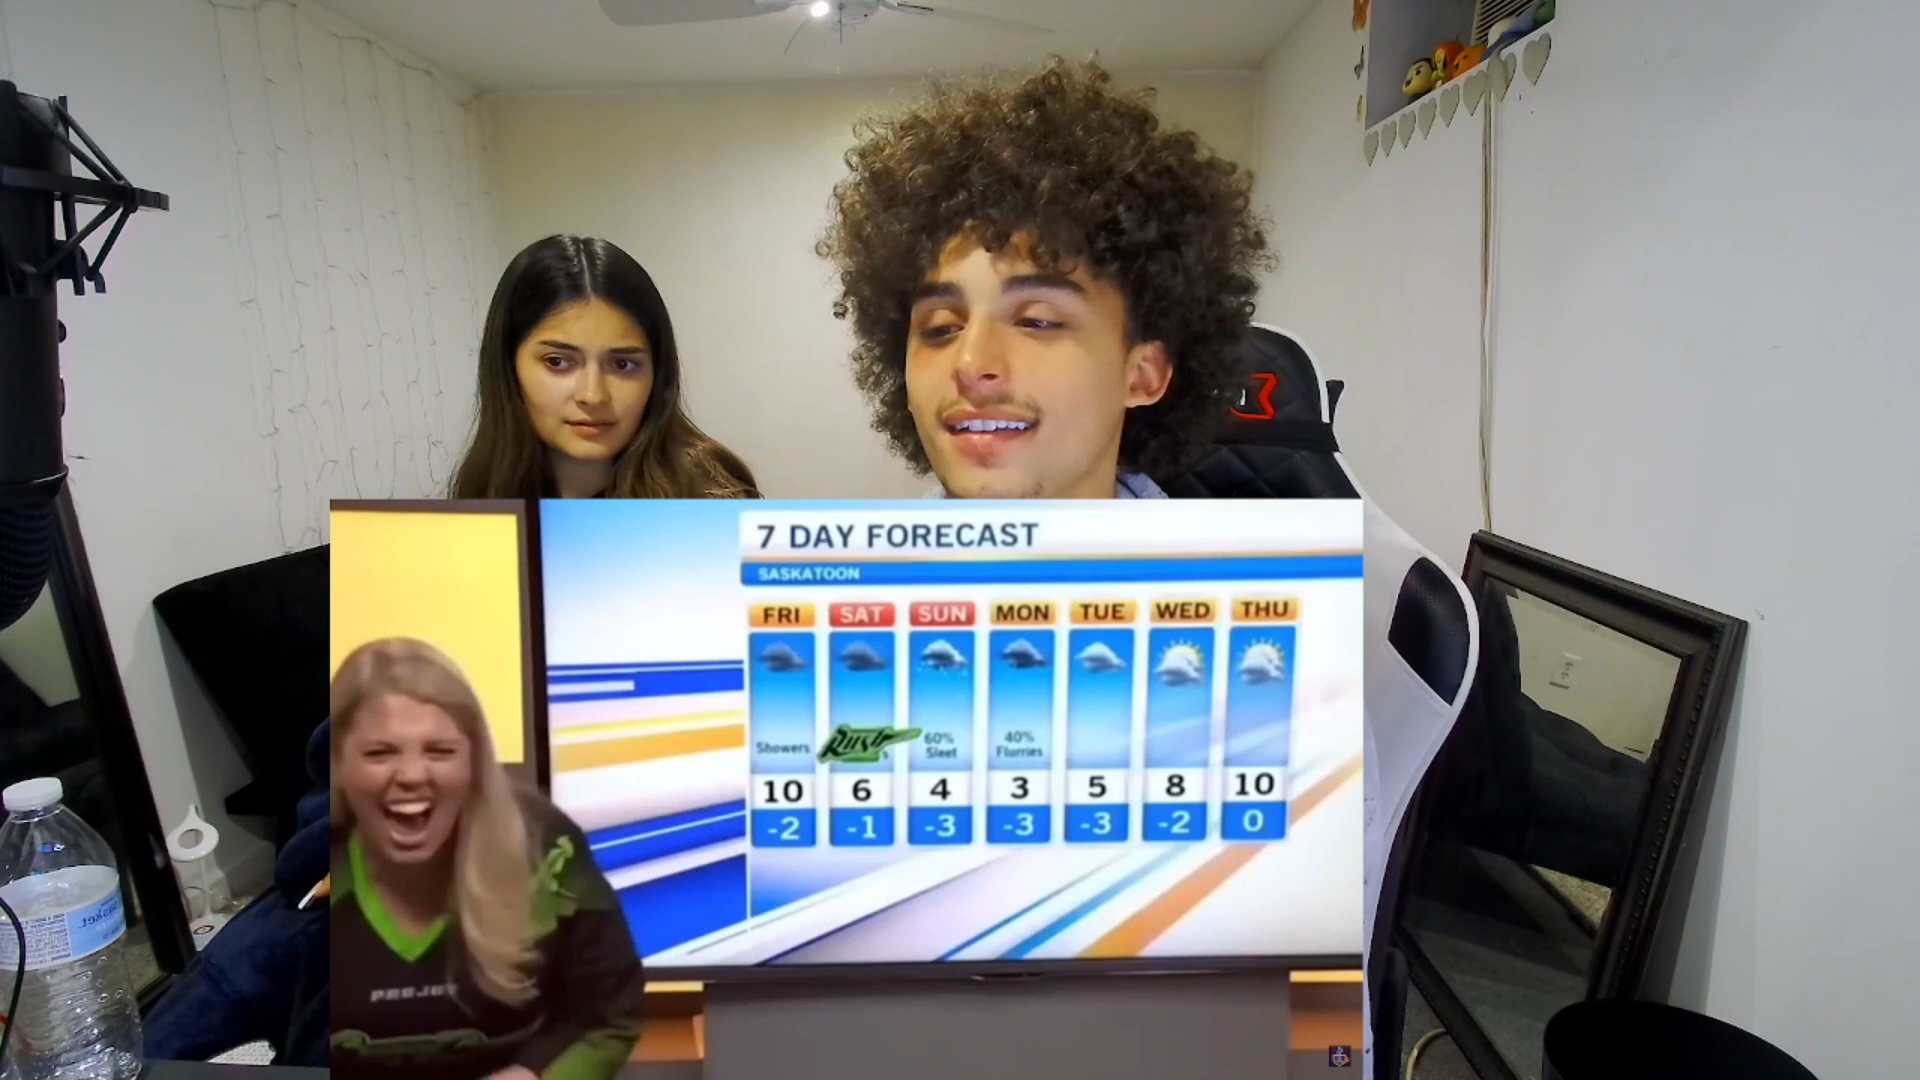 7 DAY FORECAST
SASKATOON
FRI SAT SUN MON TUE WED THU
Showers Rush 60% Sleet 40% Flurries
10 6 4 3 5 8 10
-2 -1 -3 -3 -3 -2 0